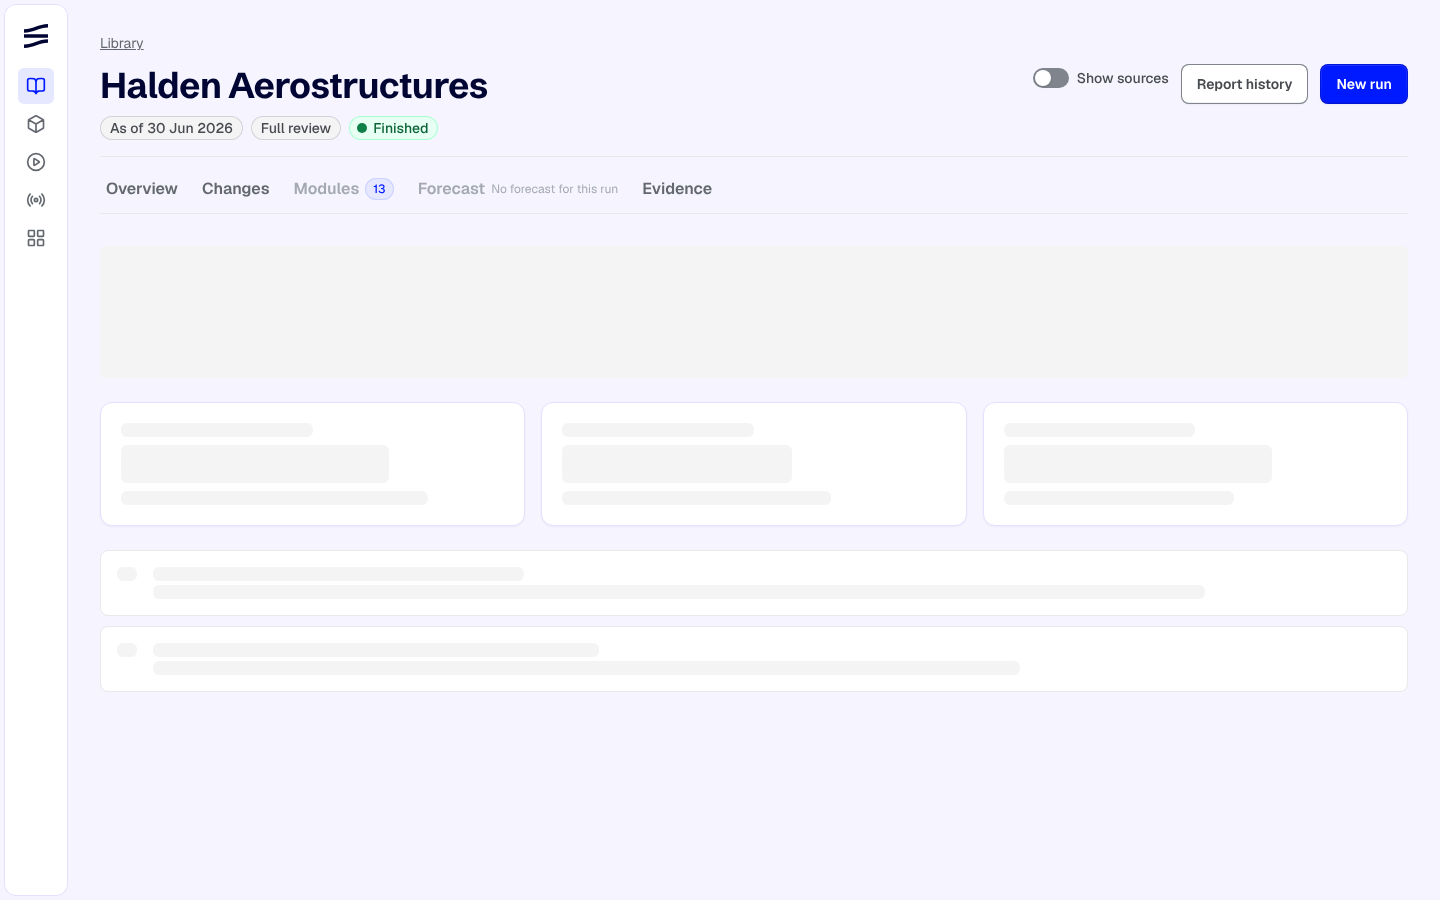 Library
Halden Aerostructures
Show sources
Report history
New run
As of 30 Jun 2026
Full review
Finished
Overview
Changes
Modules 13
Forecast No forecast for this run
Evidence